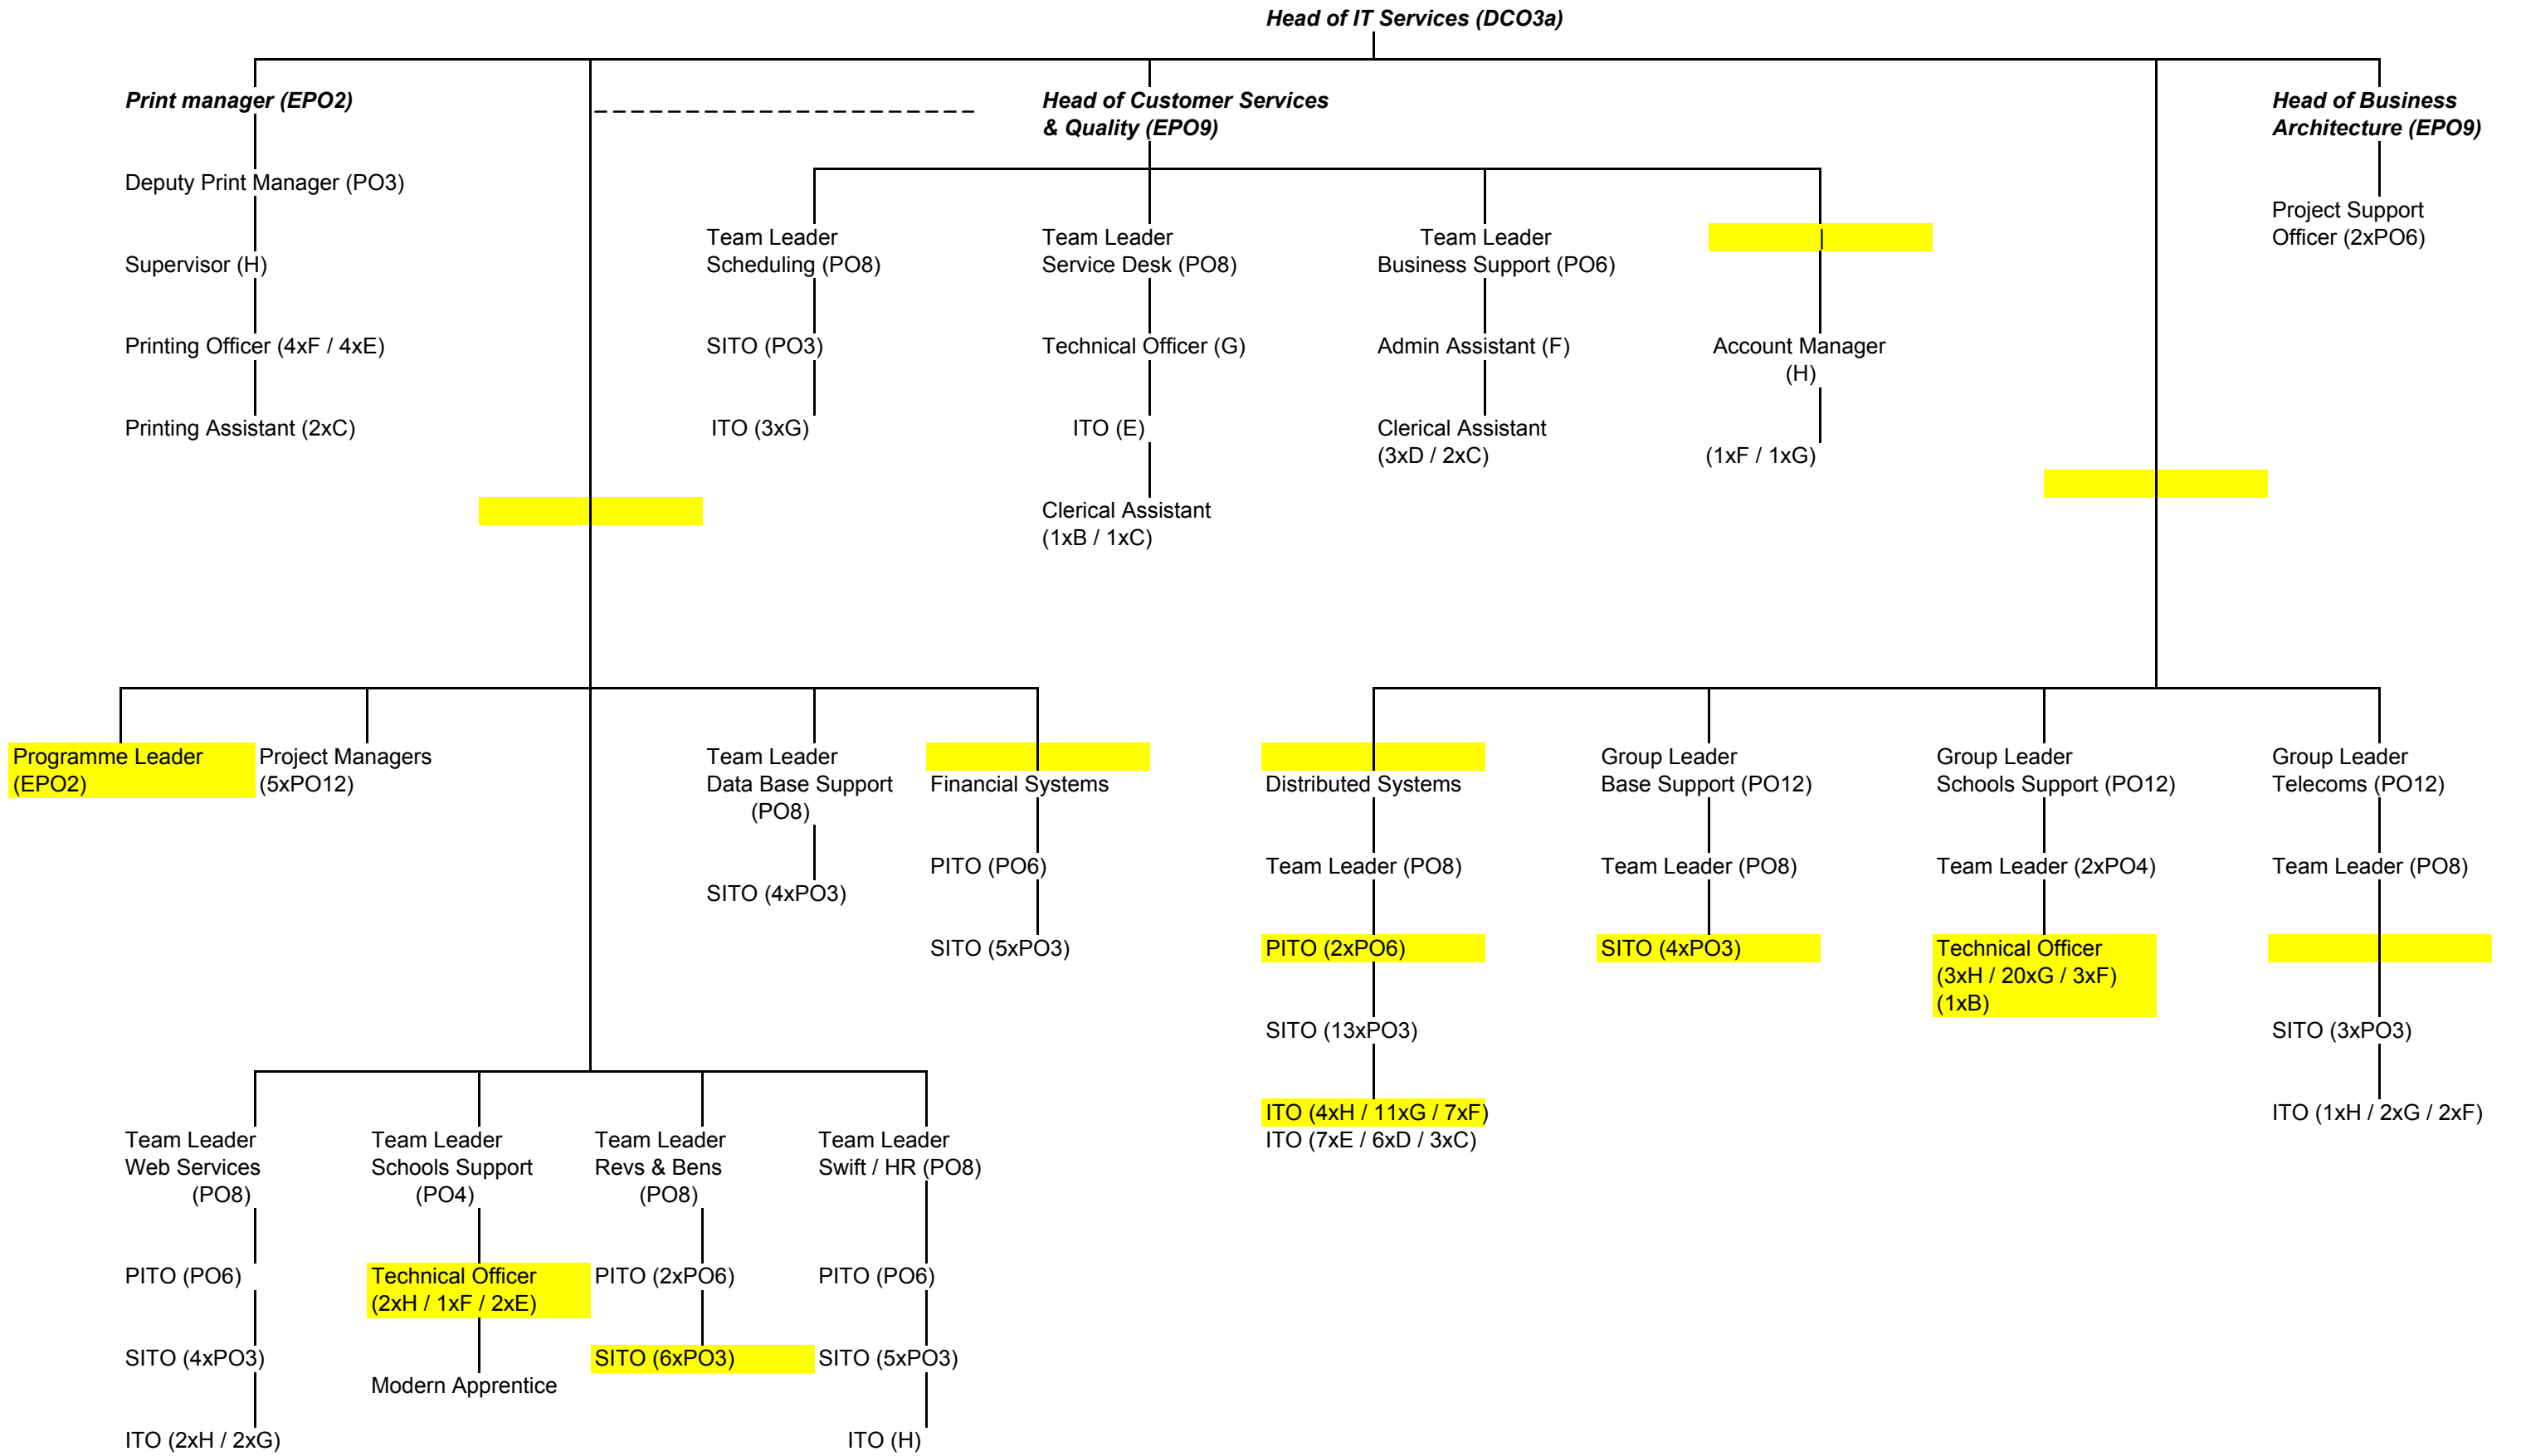 Head of IT Services (DCO3a)
Print manager (EPO2)
Head of Customer Services
& Quality (EPO9)
Head of Business
Architecture (EPO9)
Deputy Print Manager (PO3)
Supervisor (H)
Printing Officer (4xF / 4xE)
Printing Assistant (2xC)
Team Leader
Scheduling (PO8)
SITO (PO3)
ITO (3xG)
Team Leader
Service Desk (PO8)
Technical Officer (G)
ITO (E)
Clerical Assistant
(1xB / 1xC)
Team Leader
Business Support (PO6)
Admin Assistant (F)
Clerical Assistant
(3xD / 2xC)
Account Manager
(H)
(1xF / 1xG)
Project Support
Officer (2xPO6)
Programme Leader
(EPO2)
Project Managers
(5xPO12)
Team Leader
Data Base Support
(PO8)
SITO (4xPO3)
Financial Systems
PITO (PO6)
SITO (5xPO3)
Distributed Systems
Team Leader (PO8)
PITO (2xPO6)
SITO (13xPO3)
ITO (4xH / 11xG / 7xF)
ITO (7xE / 6xD / 3xC)
Group Leader
Base Support (PO12)
Team Leader (PO8)
SITO (4xPO3)
Group Leader
Schools Support (PO12)
Team Leader (2xPO4)
Technical Officer
(3xH / 20xG / 3xF)
(1xB)
Group Leader
Telecoms (PO12)
Team Leader (PO8)
SITO (3xPO3)
ITO (1xH / 2xG / 2xF)
Team Leader
Web Services
(PO8)
PITO (PO6)
SITO (4xPO3)
ITO (2xH / 2xG)
Team Leader
Schools Support
(PO4)
Technical Officer
(2xH / 1xF / 2xE)
Modern Apprentice
Team Leader
Revs & Bens
(PO8)
PITO (2xPO6)
SITO (6xPO3)
Team Leader
Swift / HR (PO8)
PITO (PO6)
SITO (5xPO3)
ITO (H)